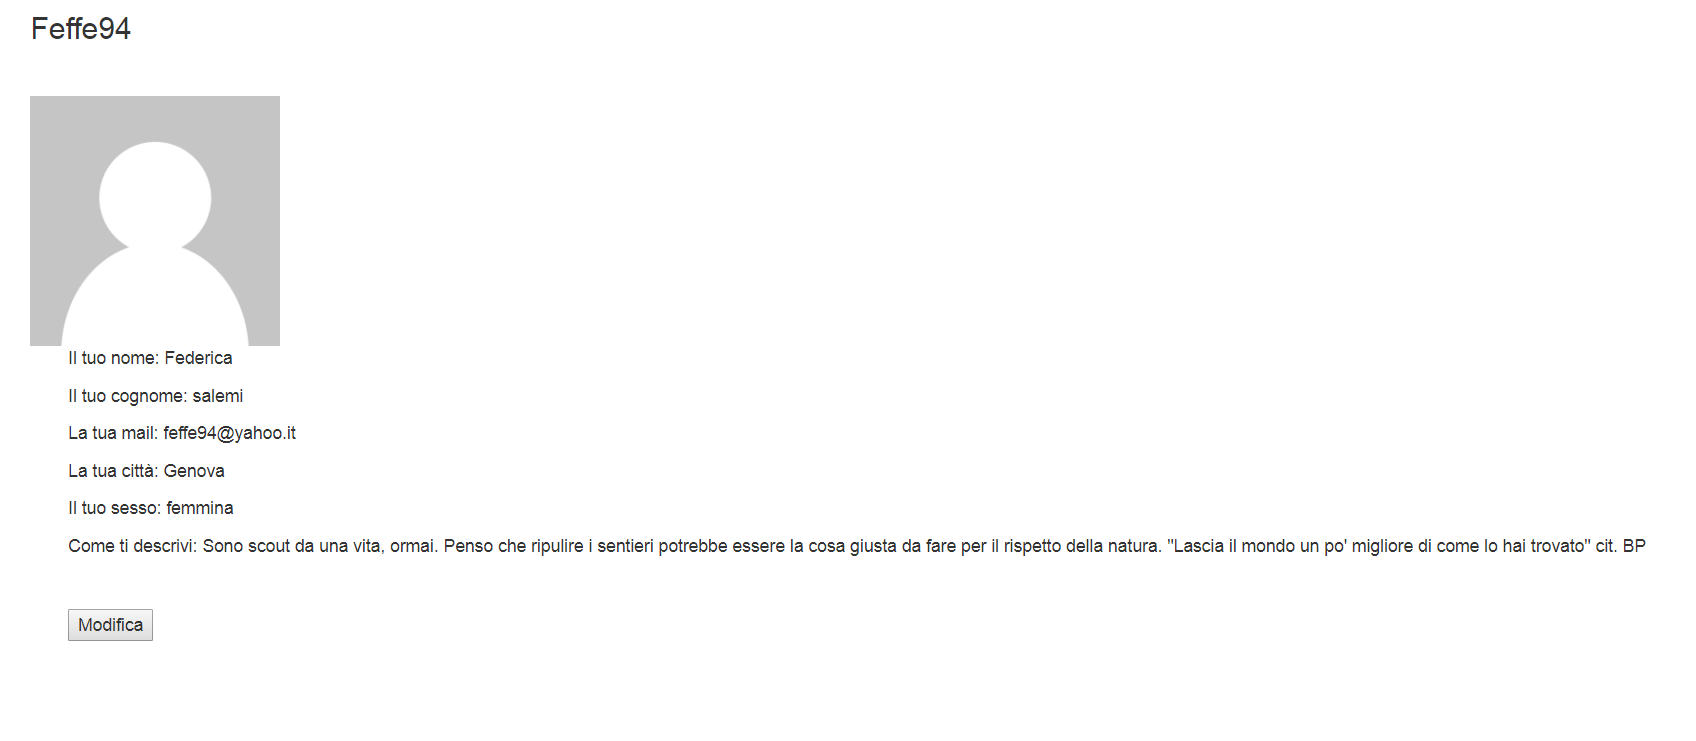 Feffe94
Il tuo nome: Federica
Il tuo cognome: salemi
La tua mail: feffe94@yahoo.it
La tua città: Genova
Il tuo sesso: femmina
Come ti descrivi: Sono scout da una vita, ormai. Penso che ripulire i sentieri potrebbe essere la cosa giusta da fare per il rispetto della natura. "Lascia il mondo un po' migliore di come lo hai trovato" cit. BP
Modifica